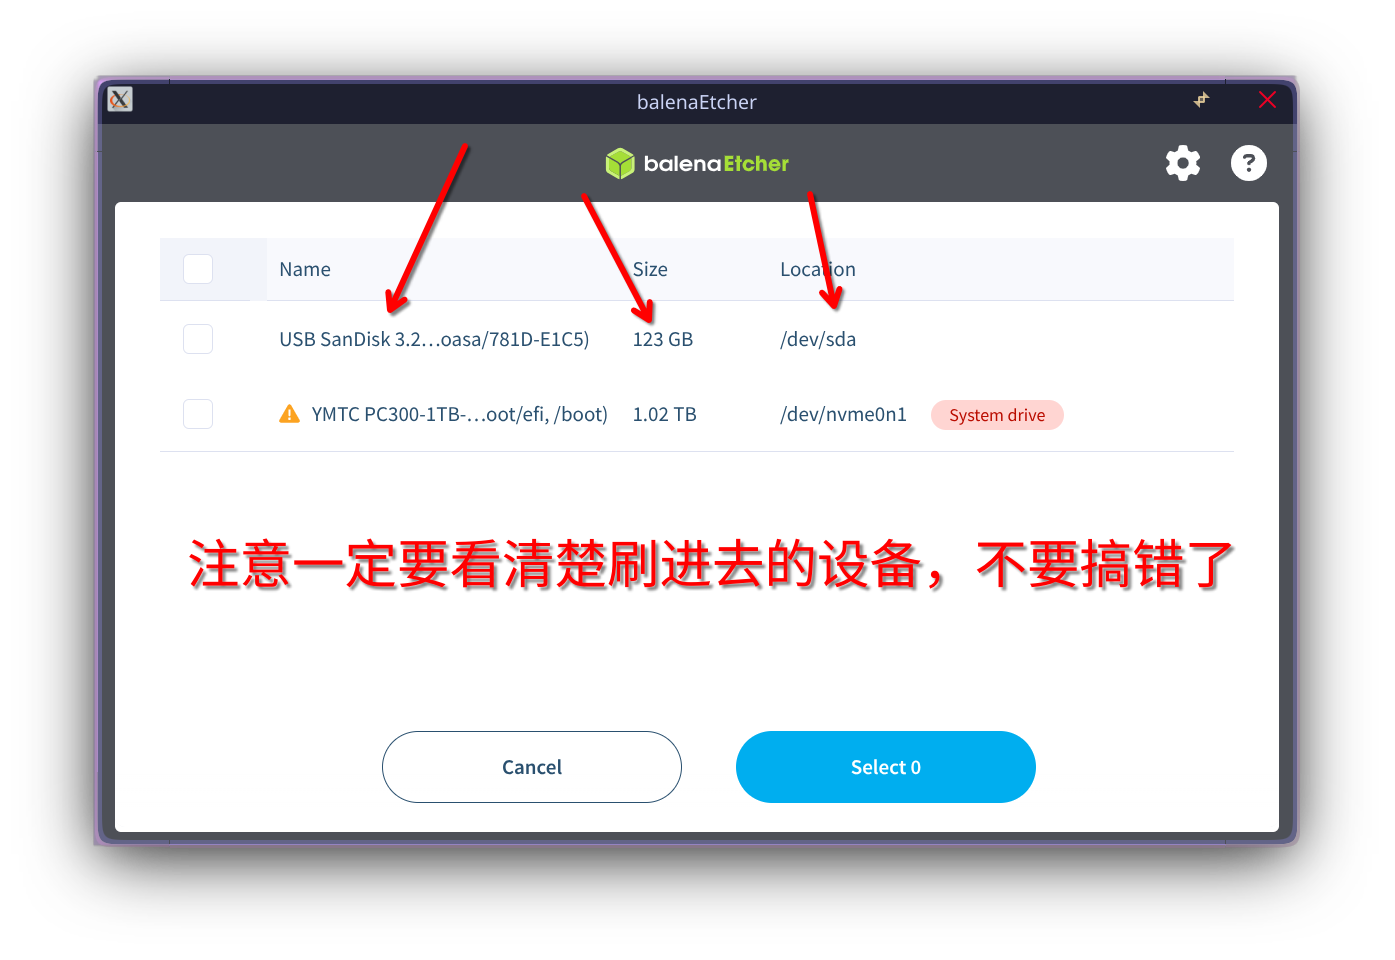 balenaEtcher
balenaEtcher
Name Size Location
USB SanDisk 3.2...oasa/781D-E1C5) 123 GB /dev/sda
YMTC PC300-1TB-...oot/efi, /boot) 1.02 TB /dev/nvme0n1 System drive
注意一定要看清楚刷进去的设备，不要搞错了
Cancel Select 0